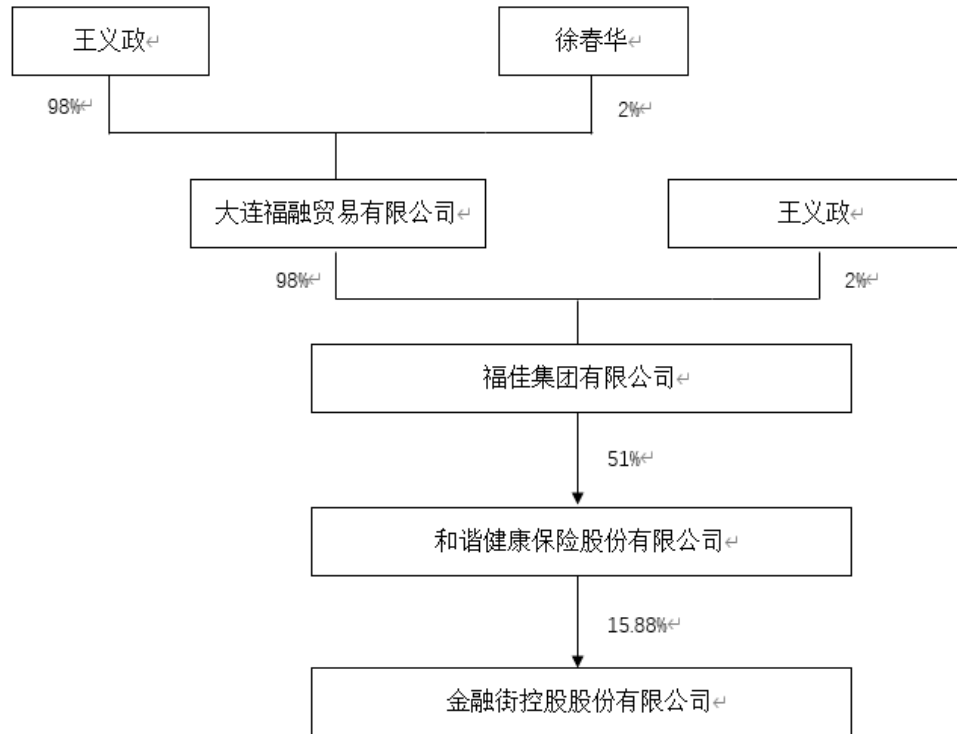 王义政
徐春华
98%
2%
大连福融贸易有限公司
王义政
98%
2%
福佳集团有限公司
51%
和谐健康保险股份有限公司
15.88%
金融街控股股份有限公司